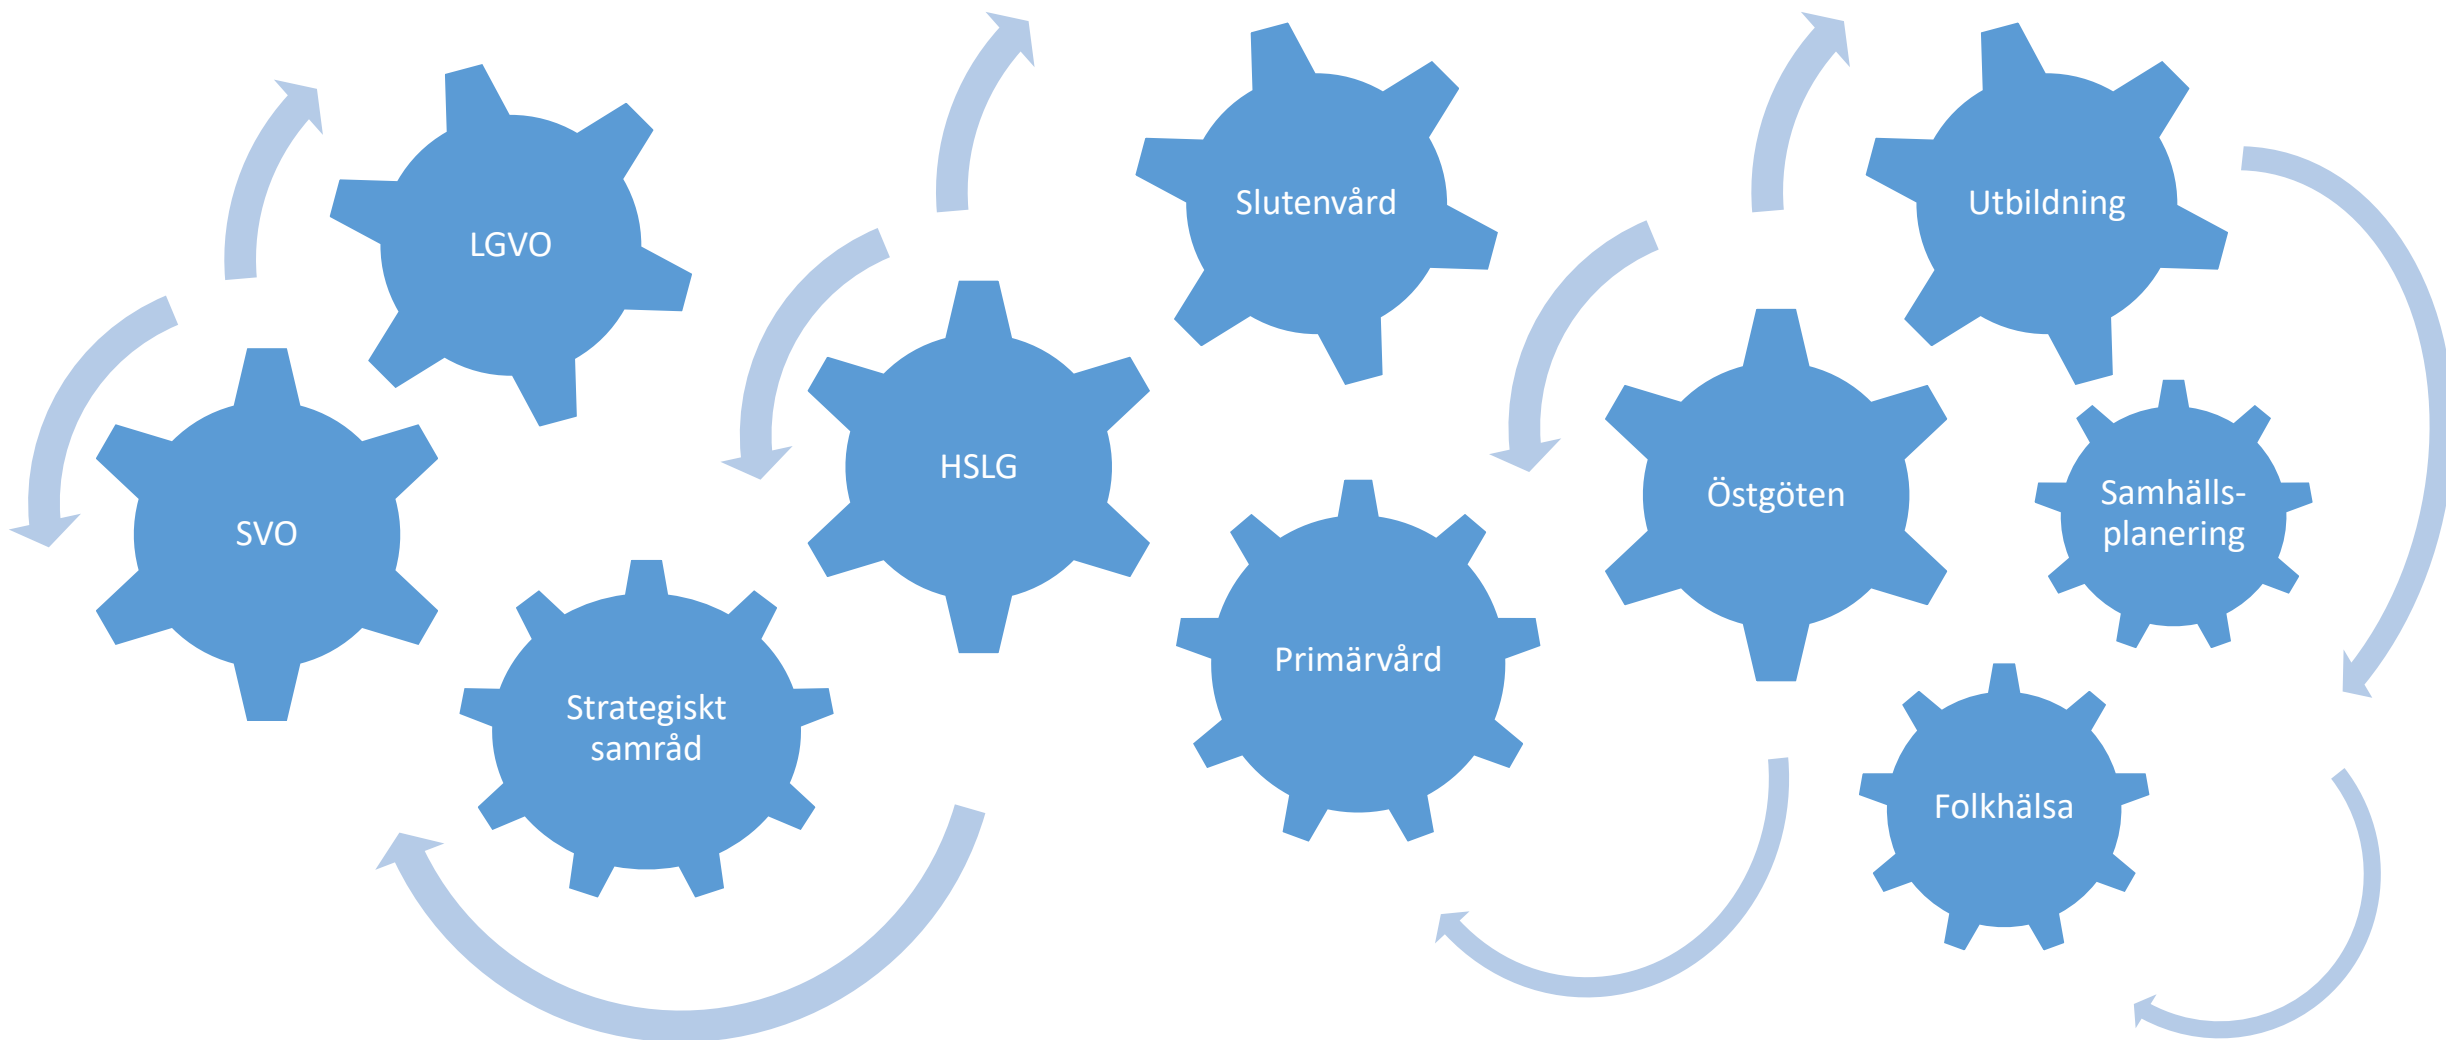 LGVO
SVO
Strategiskt
samråd
HSLG
Slutenvård
Primärvård
Östgöten
Utbildning
Samhälls-
planering
Folkhälsa